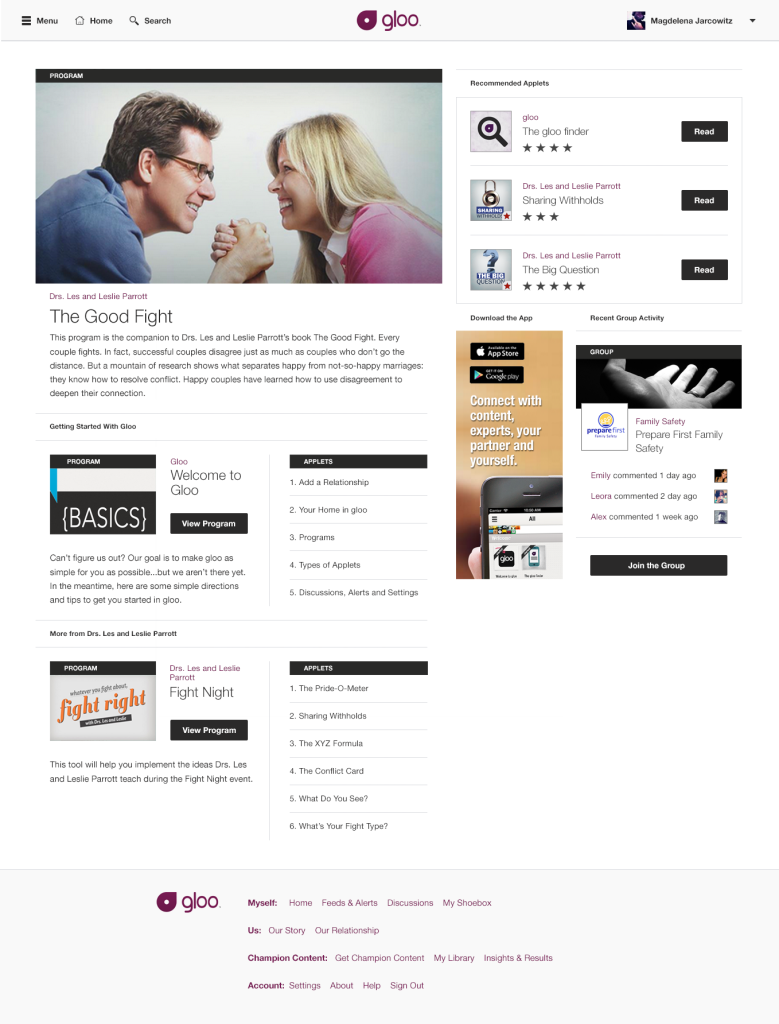 Menu
Home
Search
gloo.
Magdelena Jarcowitz
PROGRAM
Drs. Les and Leslie Parrott
The Good Fight
This program is the companion to Drs. Les and Leslie Parrott's book The Good Fight. Every
couple fights. In fact, successful couples disagree just as much as couples who don't go the
distance. But a mountain of research shows what separates happy from not-so-happy marriages:
they know how to resolve conflict. Happy couples have learned how to use disagreement to
deepen their connection.
Getting Started With Gloo
PROGRAM
{BASICS}
Gloo
Welcome to
Gloo
View Program
Can't figure us out? Our goal is to make gloo as
simple for you as possible...but we aren't there yet.
In the meantime, here are some simple directions
and tips to get you started in gloo.
APPLETS
1. Add a Relationship
2. Your Home in gloo
3. Programs
4. Types of Applets
5. Discussions, Alerts and Settings
More from Drs. Les and Leslie Parrott
PROGRAM
whatever you fight about,
fight right
with Drs. Les and Leslie
Drs. Les and Leslie
Parrott
Fight Night
View Program
This tool will help you implement the ideas Drs. Les
and Leslie Parrott teach during the Fight Night event.
APPLETS
1. The Pride-O-Meter
2. Sharing Withholds
3. The XYZ Formula
4. The Conflict Card
5. What Do You See?
6. What's Your Fight Type?
Recommended Applets
gloo
The gloo finder
Read
SHARING
WITHHOLDS
Drs. Les and Leslie Parrott
Sharing Withholds
Read
THE BIG
QUESTION
Drs. Les and Leslie Parrott
The Big Question
Read
Download the App
Available on the
App Store
GET IT ON
Google play
Connect with
content,
experts, your
partner and
yourself.
10:00 AM
All
gloo
Welcome to gloo
Recent Group Activity
GROUP
preparefirst
Family Safety
Family Safety
Prepare First Family
Safety
Emily commented 1 day ago
Leora commented 2 day ago
Alex commented 1 week ago
Join the Group
gloo.
Myself: Home Feeds & Alerts Discussions My Shoebox
Us: Our Story Our Relationship
Champion Content: Get Champion Content My Library Insights & Results
Account: Settings About Help Sign Out